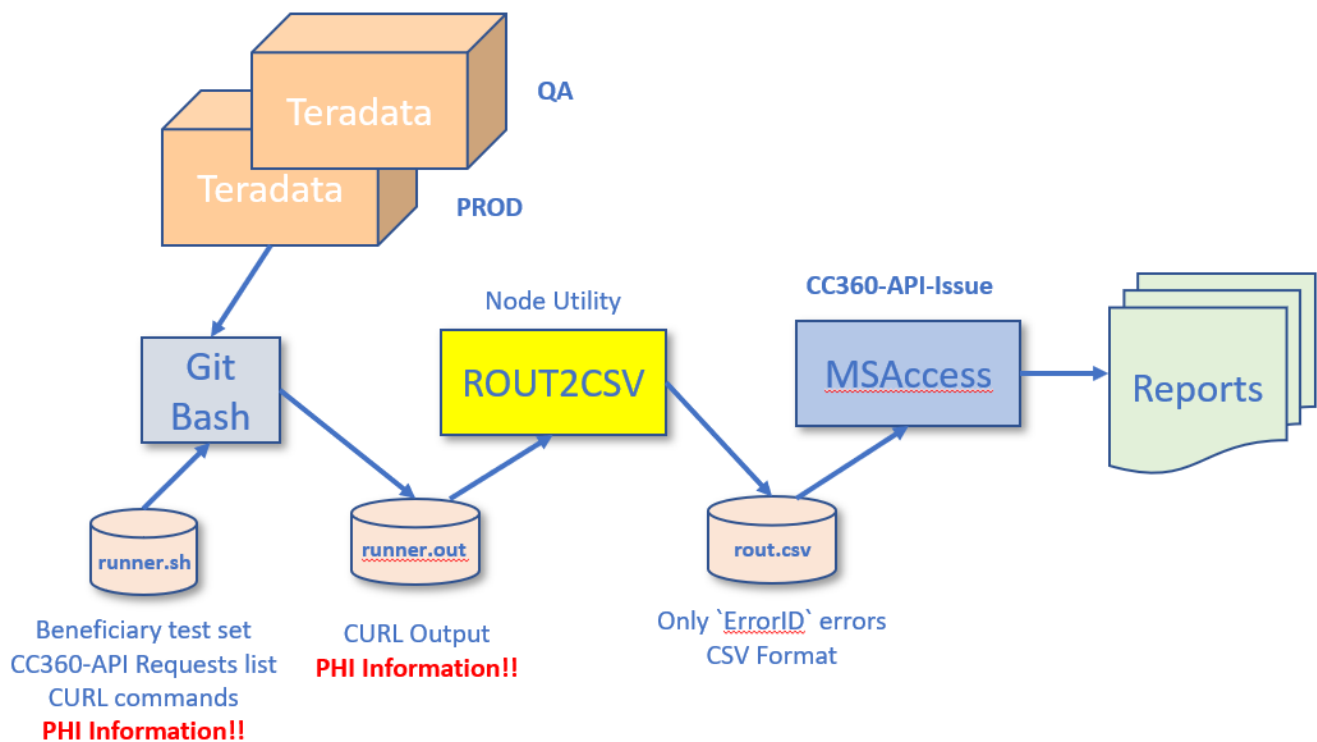 Teradata
QA
Teradata
PROD
CC360-API-Issue
Node Utility
Git
Bash
ROUT2CSV
MSAccess
Reports
runner.sh
runner.out
rout.csv
Beneficiary test set
CC360-API Requests list
CURL commands
PHI Information!!
CURL Output
PHI Information!!
Only `ErrorID` errors
CSV Format